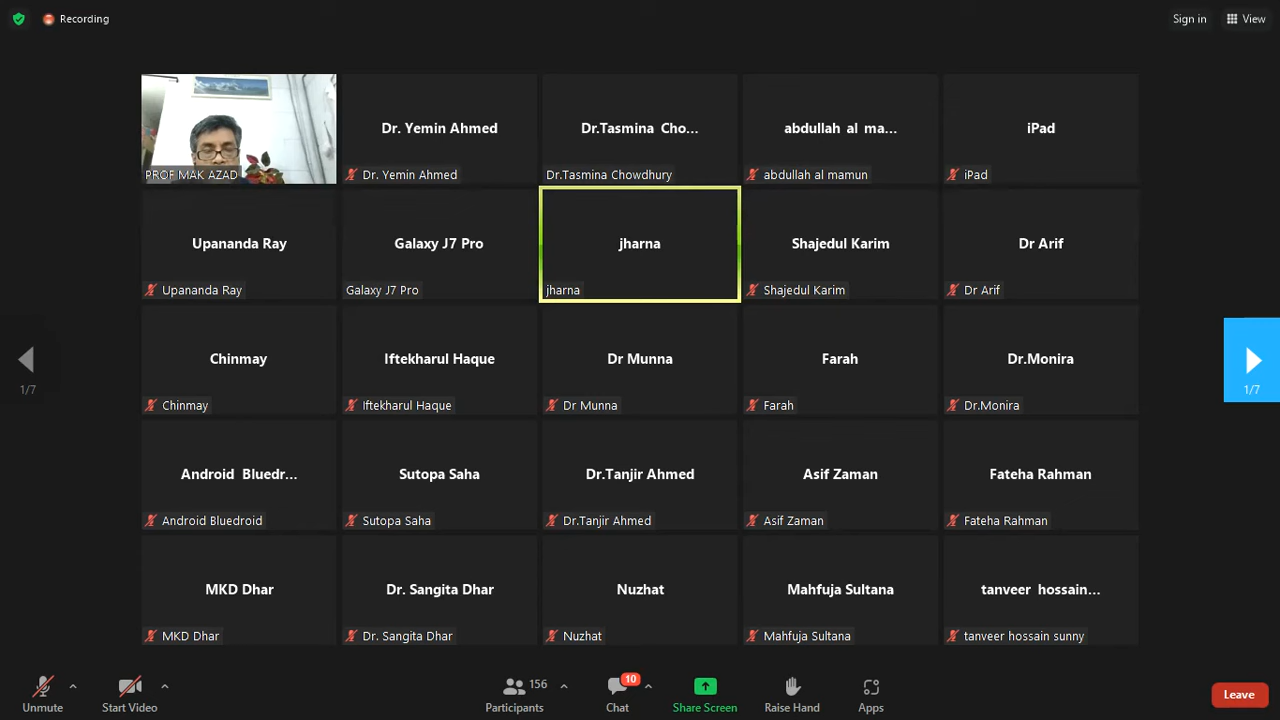 Recording
Sign in
View
PROF MAK AZAD
Dr. Yemin Ahmed
Dr. Yemin Ahmed
Dr.Tasmina Cho...
Dr.Tasmina Chowdhury
abdullah al ma...
abdullah al mamun
iPad
iPad
Upananda Ray
Upananda Ray
Galaxy J7 Pro
Galaxy J7 Pro
jharna
jharna
Shajedul Karim
Shajedul Karim
Dr Arif
Dr Arif
1/7
1/7
Chinmay
Chinmay
Iftekharul Haque
Iftekharul Haque
Dr Munna
Dr Munna
Farah
Farah
Dr.Monira
Dr.Monira
Android Bluedr...
Android Bluedroid
Sutopa Saha
Sutopa Saha
Dr.Tanjir Ahmed
Dr.Tanjir Ahmed
Asif Zaman
Asif Zaman
Fateha Rahman
Fateha Rahman
MKD Dhar
MKD Dhar
Dr. Sangita Dhar
Dr. Sangita Dhar
Nuzhat
Nuzhat
Mahfuja Sultana
Mahfuja Sultana
tanveer hossain...
tanveer hossain sunny
Unmute
Start Video
156
Participants
10
Chat
Share Screen
Raise Hand
Apps
Leave